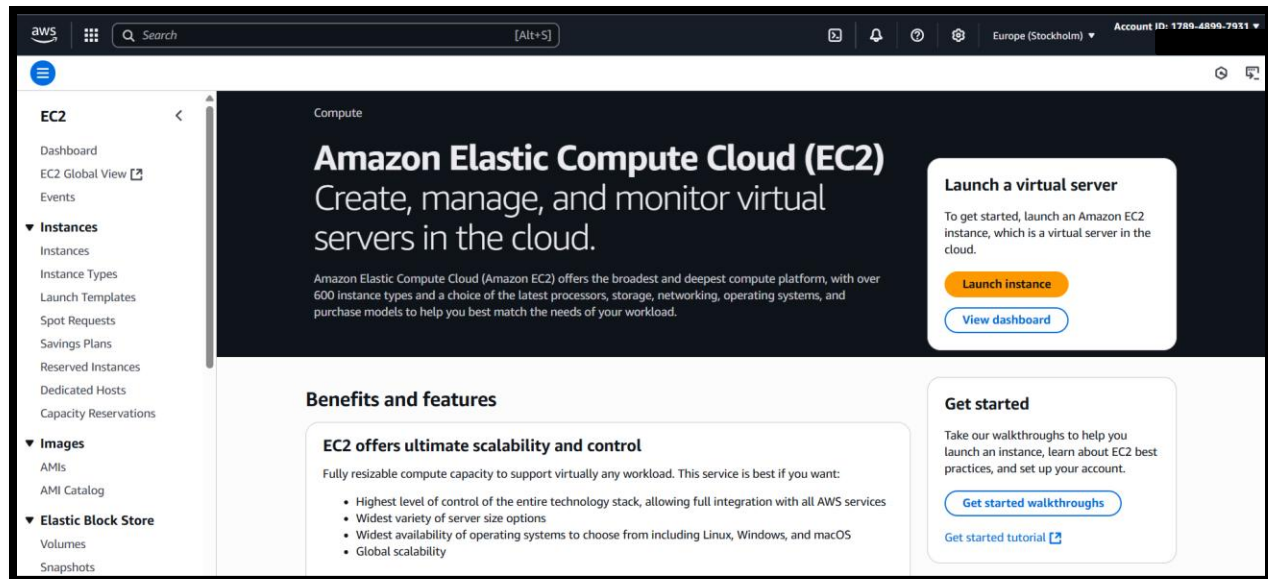 aws
Search [Alt+S]
Europe (Stockholm)
Account ID: 1789-4899-7931
EC2
Dashboard
EC2 Global View
Events
Instances
Instances
Instance Types
Launch Templates
Spot Requests
Savings Plans
Reserved Instances
Dedicated Hosts
Capacity Reservations
Images
AMIs
AMI Catalog
Elastic Block Store
Volumes
Snapshots
Compute
Amazon Elastic Compute Cloud (EC2)
Create, manage, and monitor virtual
servers in the cloud.
Amazon Elastic Compute Cloud (Amazon EC2) offers the broadest and deepest compute platform, with over
600 instance types and a choice of the latest processors, storage, networking, operating systems, and
purchase models to help you best match the needs of your workload.
Launch a virtual server
To get started, launch an Amazon EC2
instance, which is a virtual server in the
cloud.
Launch instance
View dashboard
Benefits and features
EC2 offers ultimate scalability and control
Fully resizable compute capacity to support virtually any workload. This service is best if you want:
• Highest level of control of the entire technology stack, allowing full integration with all AWS services
• Widest variety of server size options
• Widest availability of operating systems to choose from including Linux, Windows, and macOS
• Global scalability
Get started
Take our walkthroughs to help you
launch an instance, learn about EC2 best
practices, and set up your account.
Get started walkthroughs
Get started tutorial